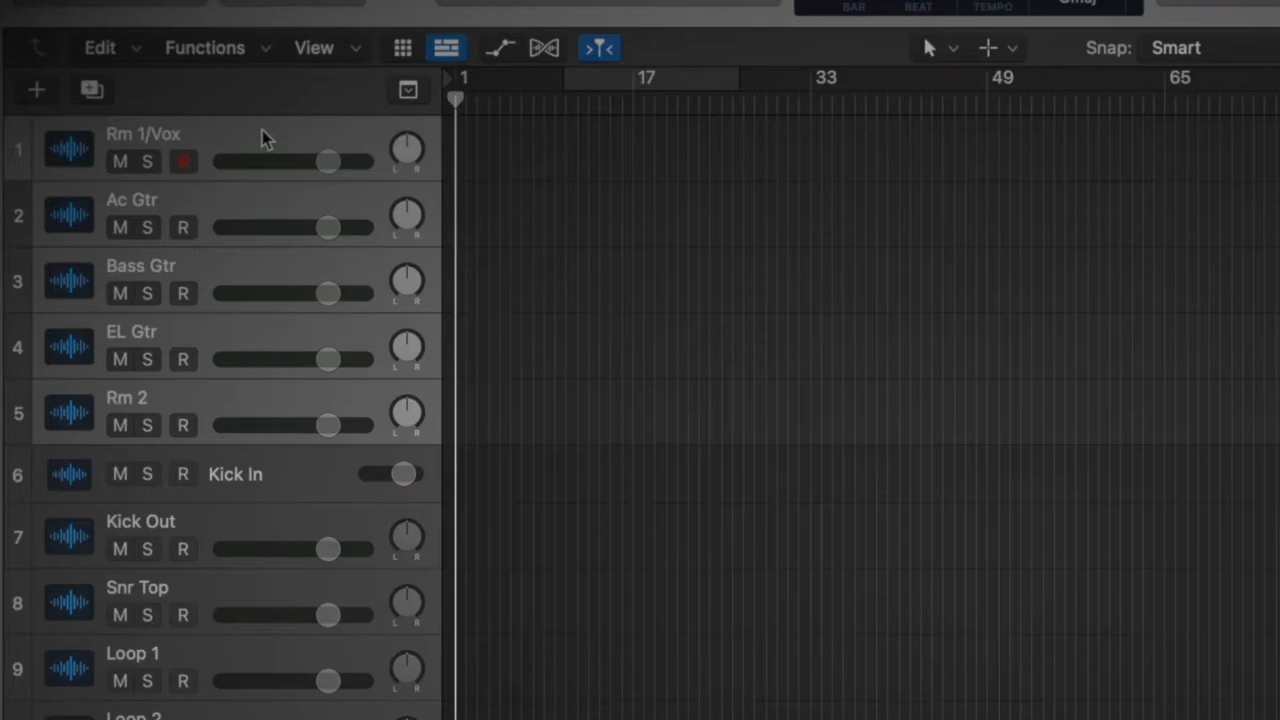 BAR BEAT TEMPO Cmaj
Edit Functions View Snap: Smart
1 17 33 49 65
1 Rm 1/Vox
M S R
L R
2 Ac Gtr
M S R
L R
3 Bass Gtr
M S R
L R
4 EL Gtr
M S R
L R
5 Rm 2
M S R
L R
6 M S R Kick In
7 Kick Out
M S R
L R
8 Snr Top
M S R
L R
9 Loop 1
M S R
L R
Loop 2